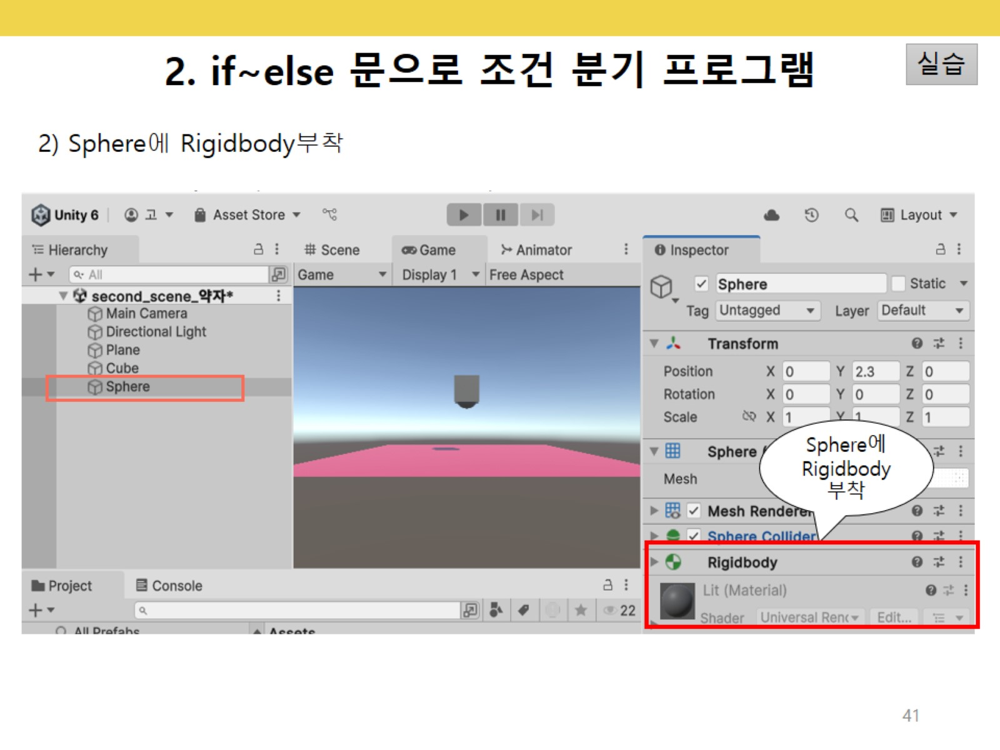 2. if~else 문으로 조건 분기 프로그램
실습
2) Sphere에 Rigidbody부착
Unity 6
고
Asset Store
Layout
Hierarchy
Scene
Game
Animator
Inspector
All
Game
Display 1
Free Aspect
Sphere
Static
second_scene_약자*
Tag
Untagged
Layer
Default
Main Camera
Directional Light
Plane
Cube
Sphere
Transform
Position X 0 Y 2.3 Z 0
Rotation X 0 Y 0 Z 0
Scale X 1 Y 1 Z 1
Sphere
Mesh
Sphere에
Rigidbody
부착
Mesh Renderer
Sphere Collider
Rigidbody
Lit (Material)
Shader
Edit...
Project
Console
22
All Prefabs
Assets
41